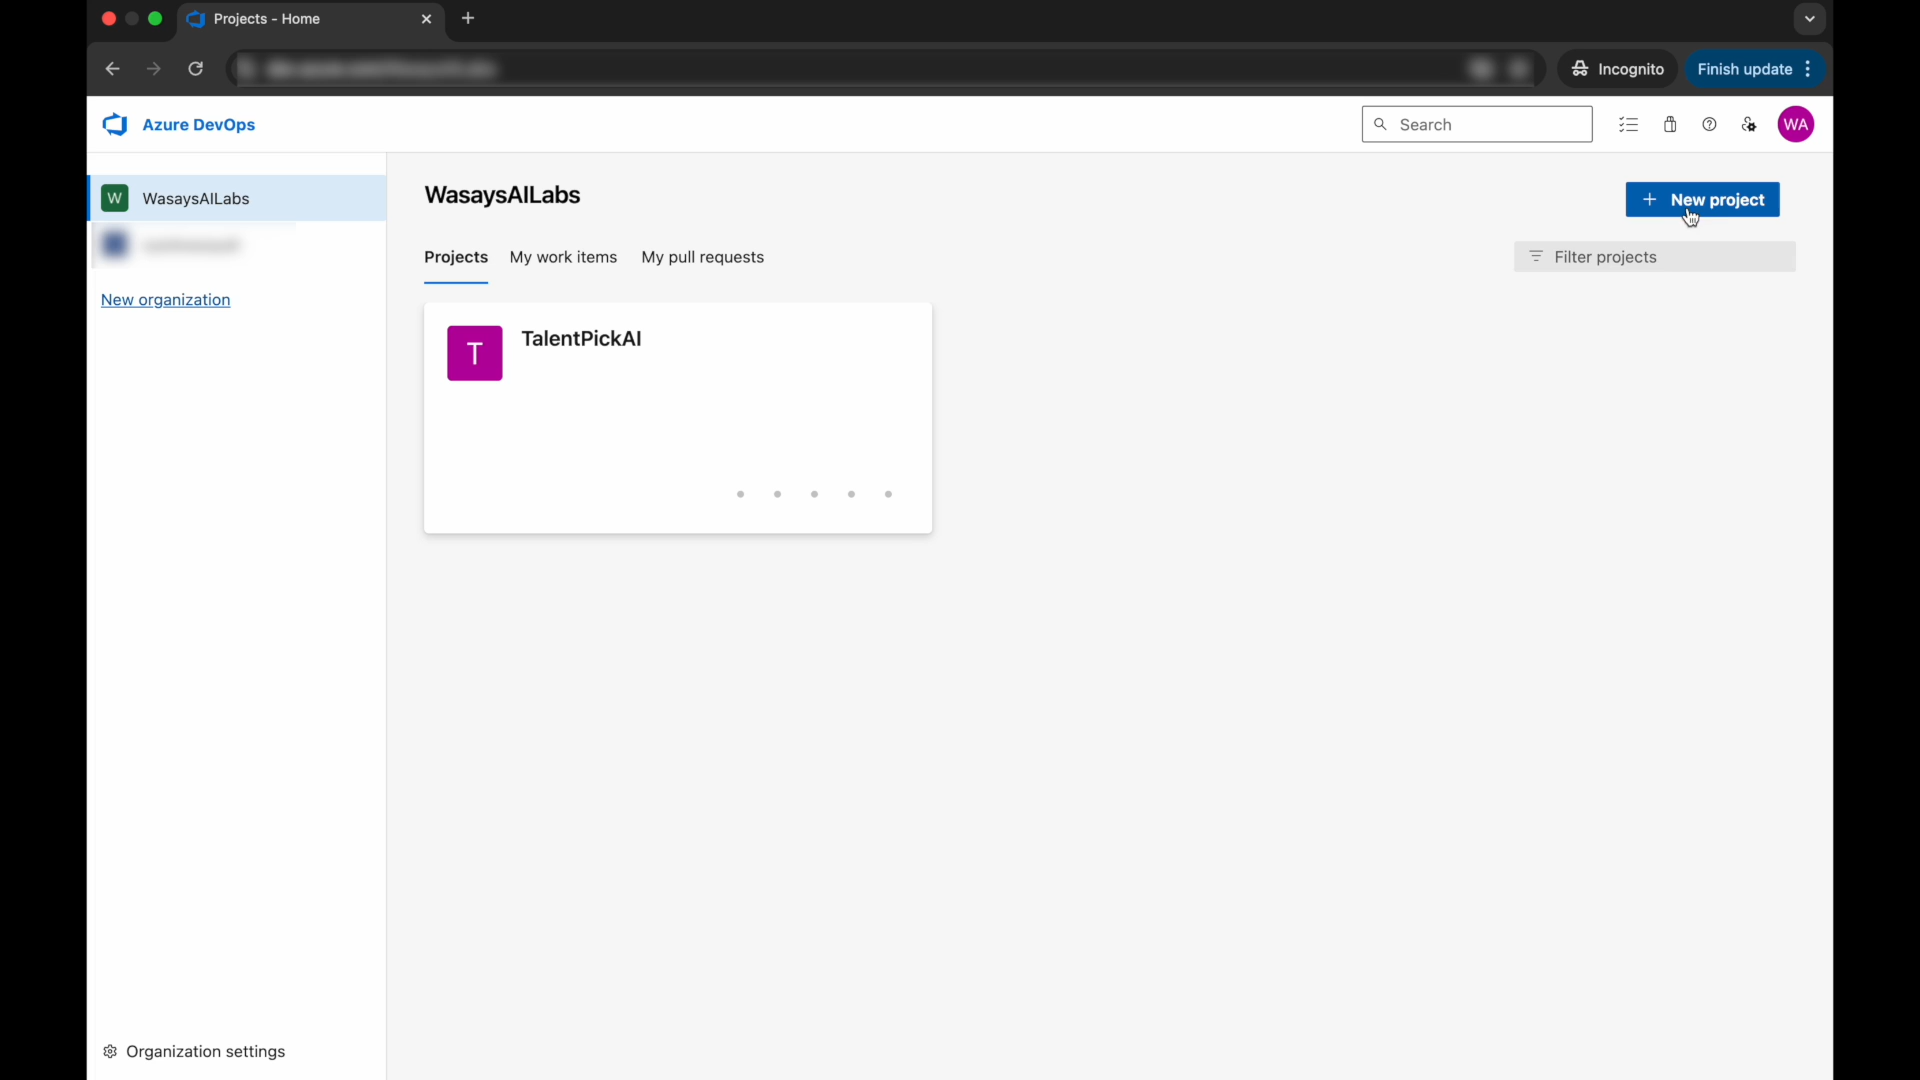 Projects - Home
Incognito
Finish update
Azure DevOps
Search
WA
W
WasaysAILabs
New organization
Organization settings
WasaysAILabs
New project
Projects
My work items
My pull requests
Filter projects
T
TalentPickAI